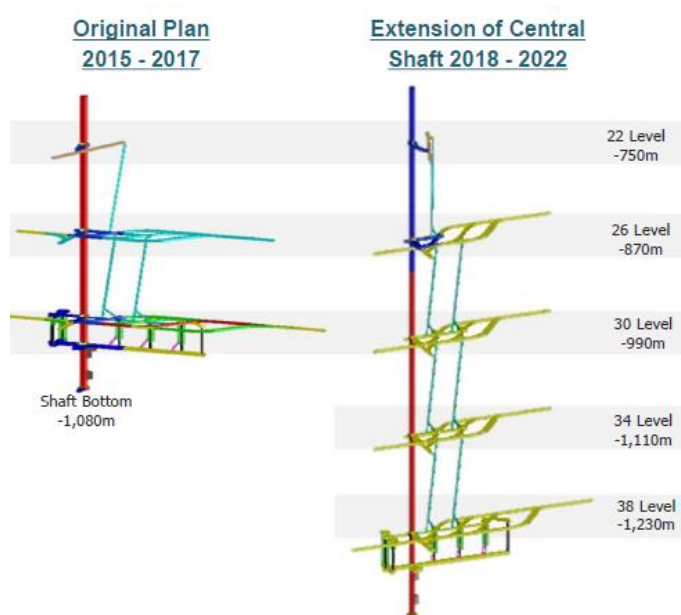 Original Plan
2015 - 2017
Extension of Central
Shaft 2018 - 2022
22 Level
-750m
26 Level
-870m
30 Level
-990m
Shaft Bottom
-1,080m
34 Level
-1,110m
38 Level
-1,230m